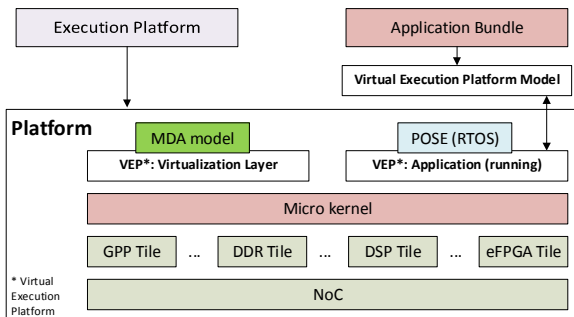 Execution Platform
Application Bundle
Virtual Execution Platform Model
Platform
MDA model
POSE (RTOS)
VEP*: Virtualization Layer
VEP*: Application (running)
Micro kernel
GPP Tile ... DDR Tile ... DSP Tile ... eFPGA Tile
* Virtual
Execution
Platform
NoC